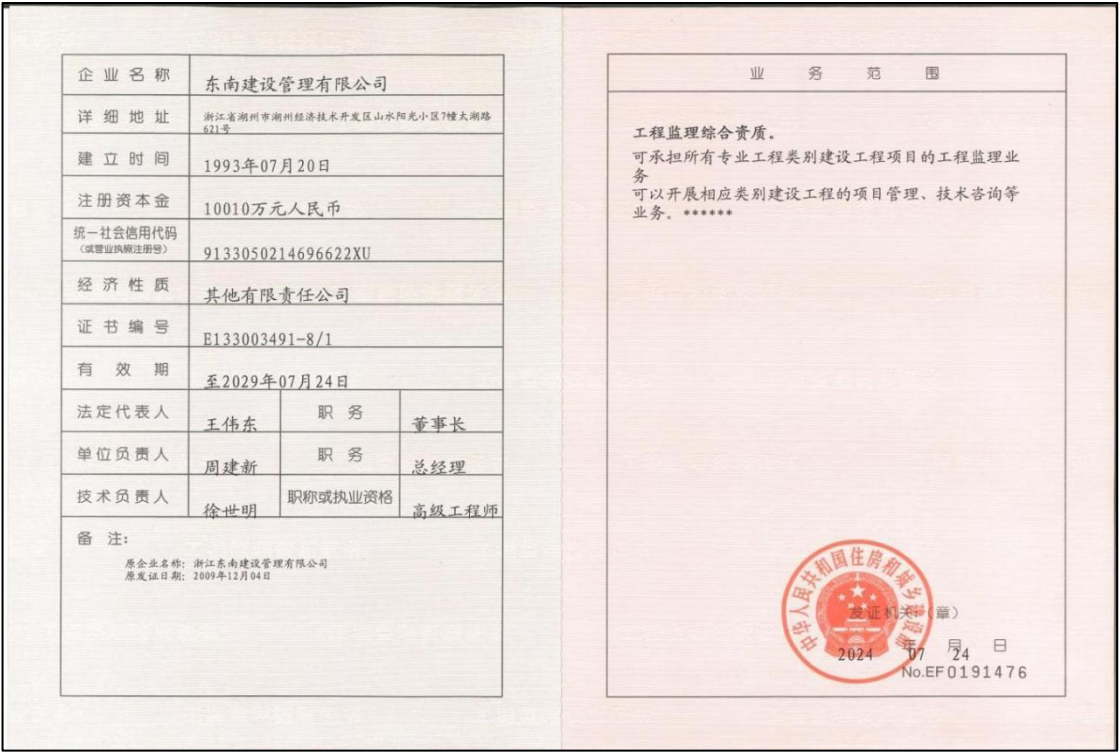 企业名称 东南建设管理有限公司
详细地址 浙江省湖州市湖州经济技术开发区山水阳光小区7幢太湖路
621号
建立时间 1993年07月20日
注册资本金 10010万元人民币
统一社会信用代码
(或营业执照注册号) 9133050214696622XU
经济性质 其他有限责任公司
证书编号 E133003491-8/1
有效期 至2029年07月24日
法定代表人 王伟东 职务 董事长
单位负责人 周建新 职务 总经理
技术负责人 徐世明 职称或执业资格 高级工程师
备注:
原企业名称: 浙江东南建设管理有限公司
原发证日期: 2009年12月04日
业务范围
工程监理综合资质。
可承担所有专业工程类别建设工程项目的工程监理业
务
可以开展相应类别建设工程的项目管理、技术咨询等
业务。******
中华人民共和国住房和城乡建设部
发证机关:(章)
2024年07月24日
No.EF0191476